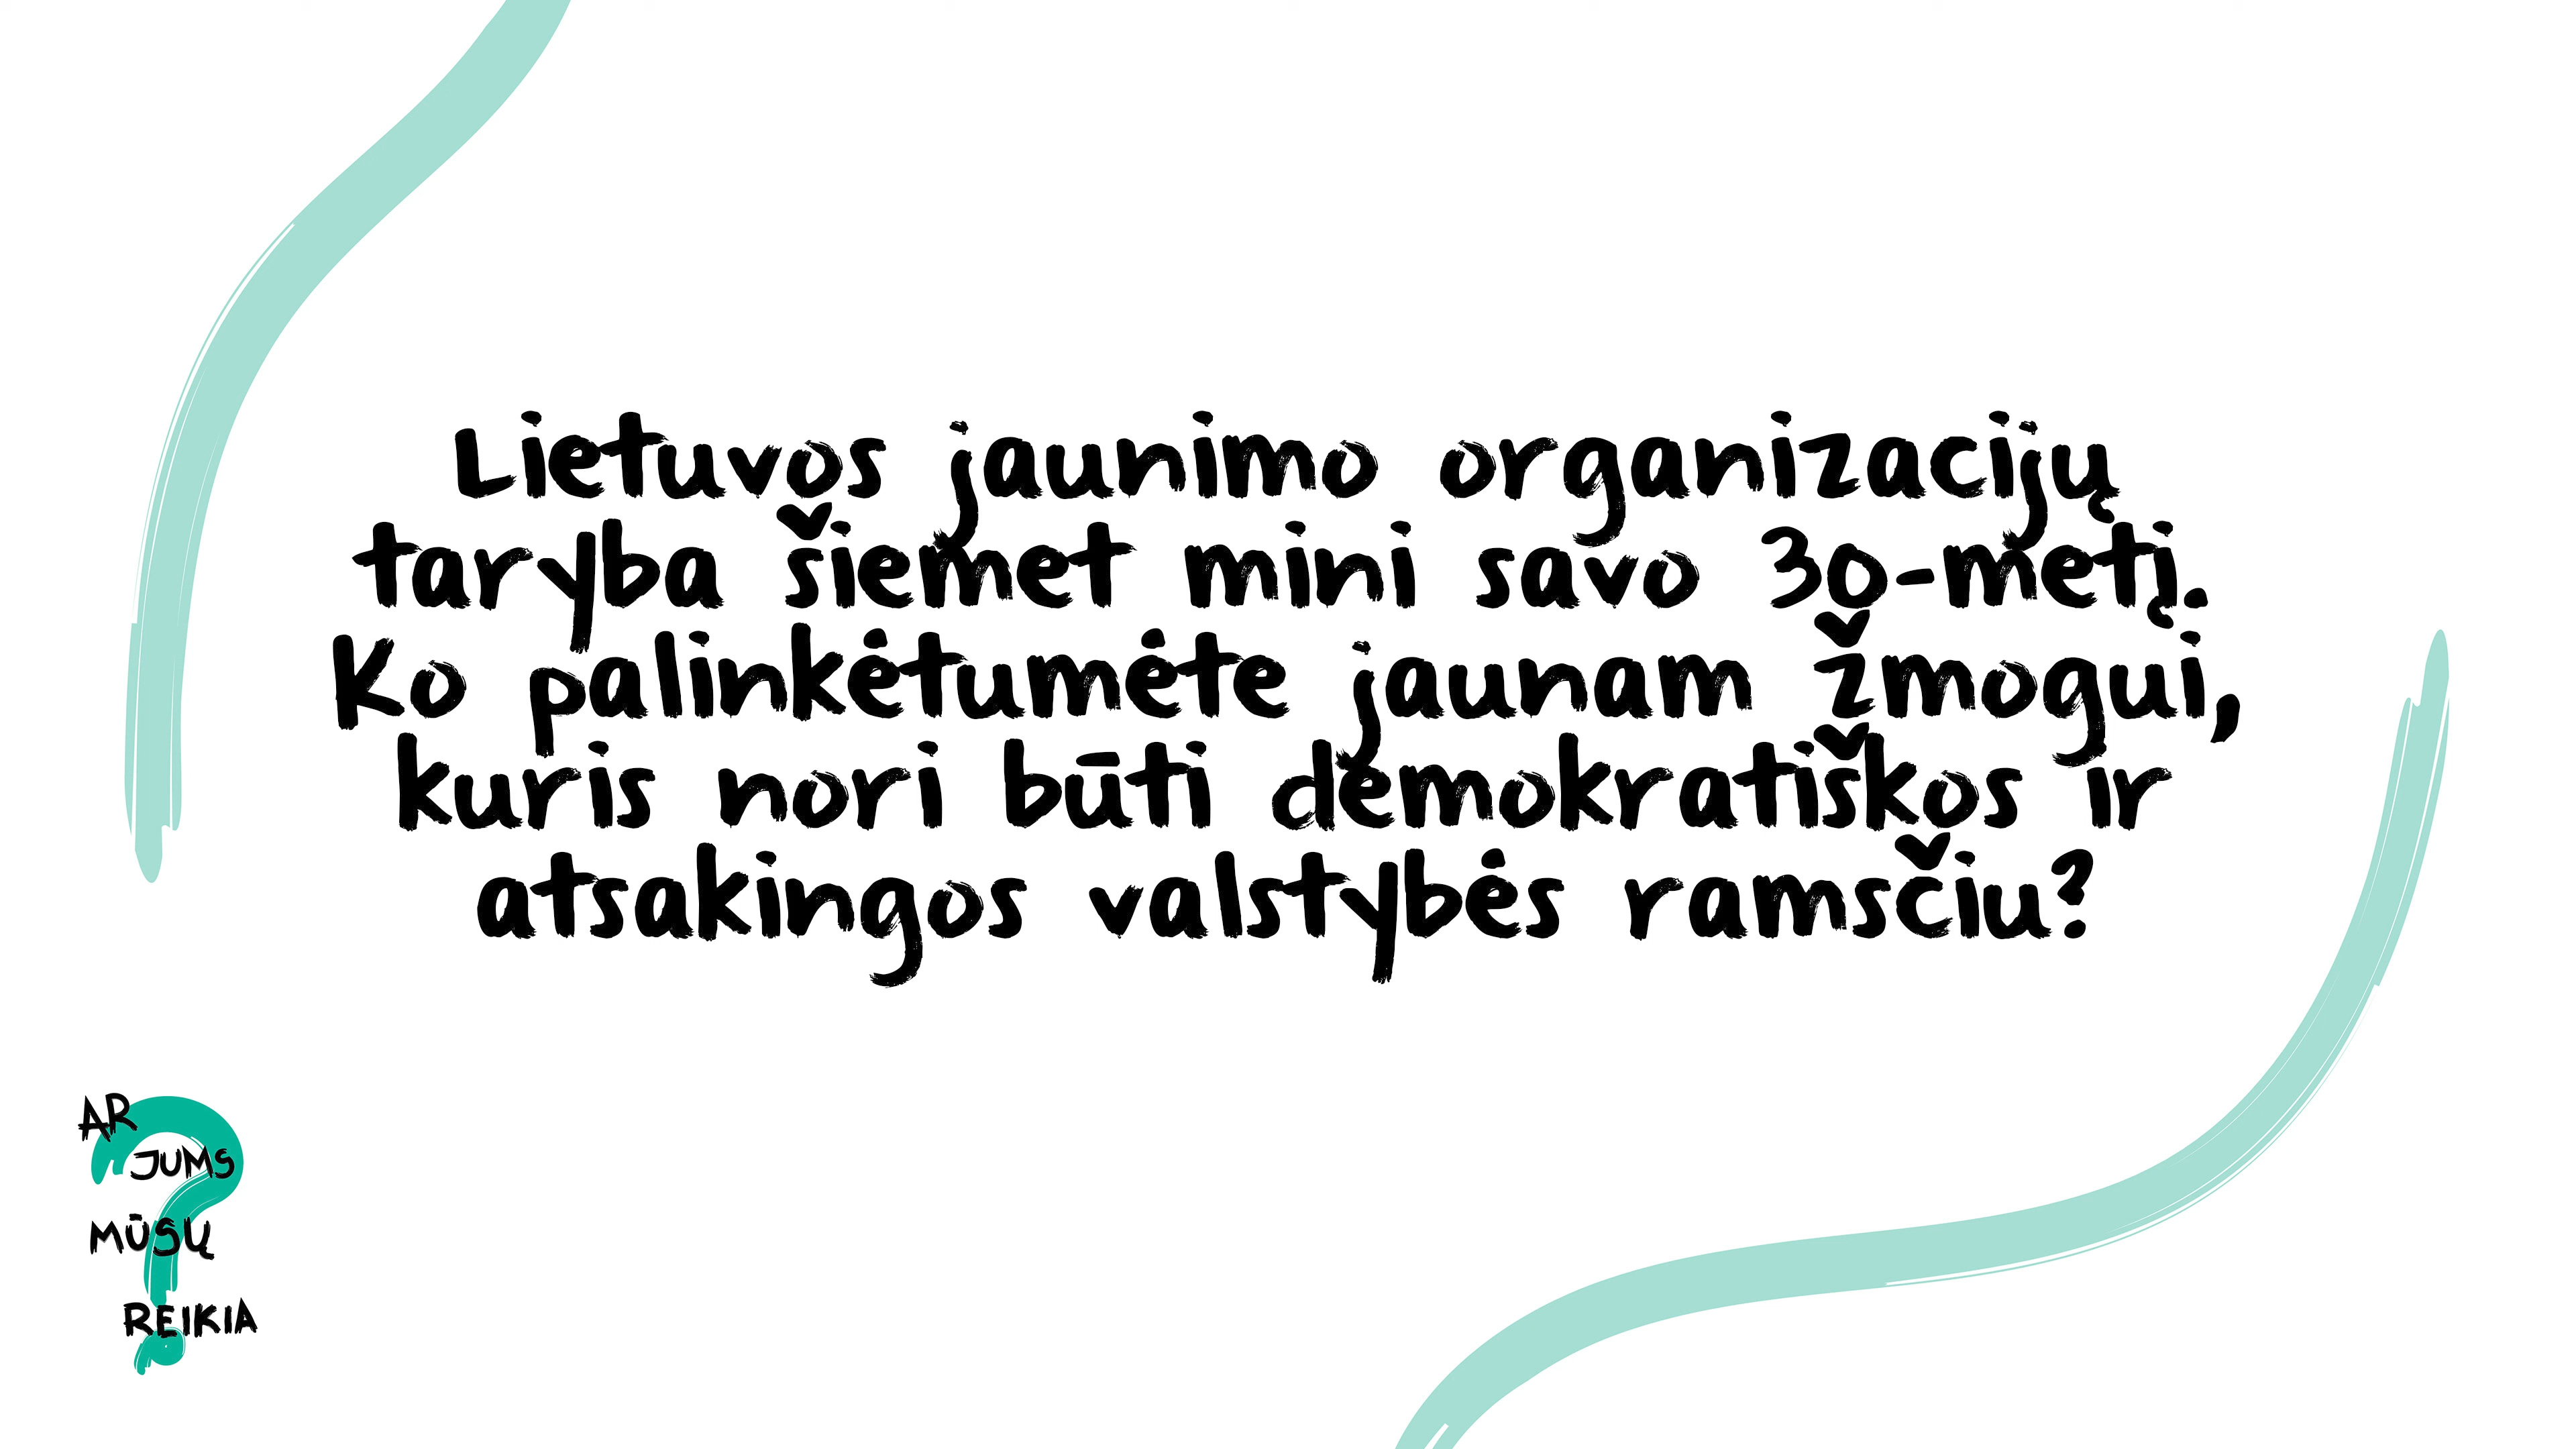 Lietuvos jaunimo organizacijų
taryba šiemet mini savo 30-metį.
Ko palinkėtumėte jaunam žmogui,
kuris nori būti demokratiškos ir
atsakingos valstybės ramsčiu?
AR
JUMS
MŪSŲ
REIKIA
?